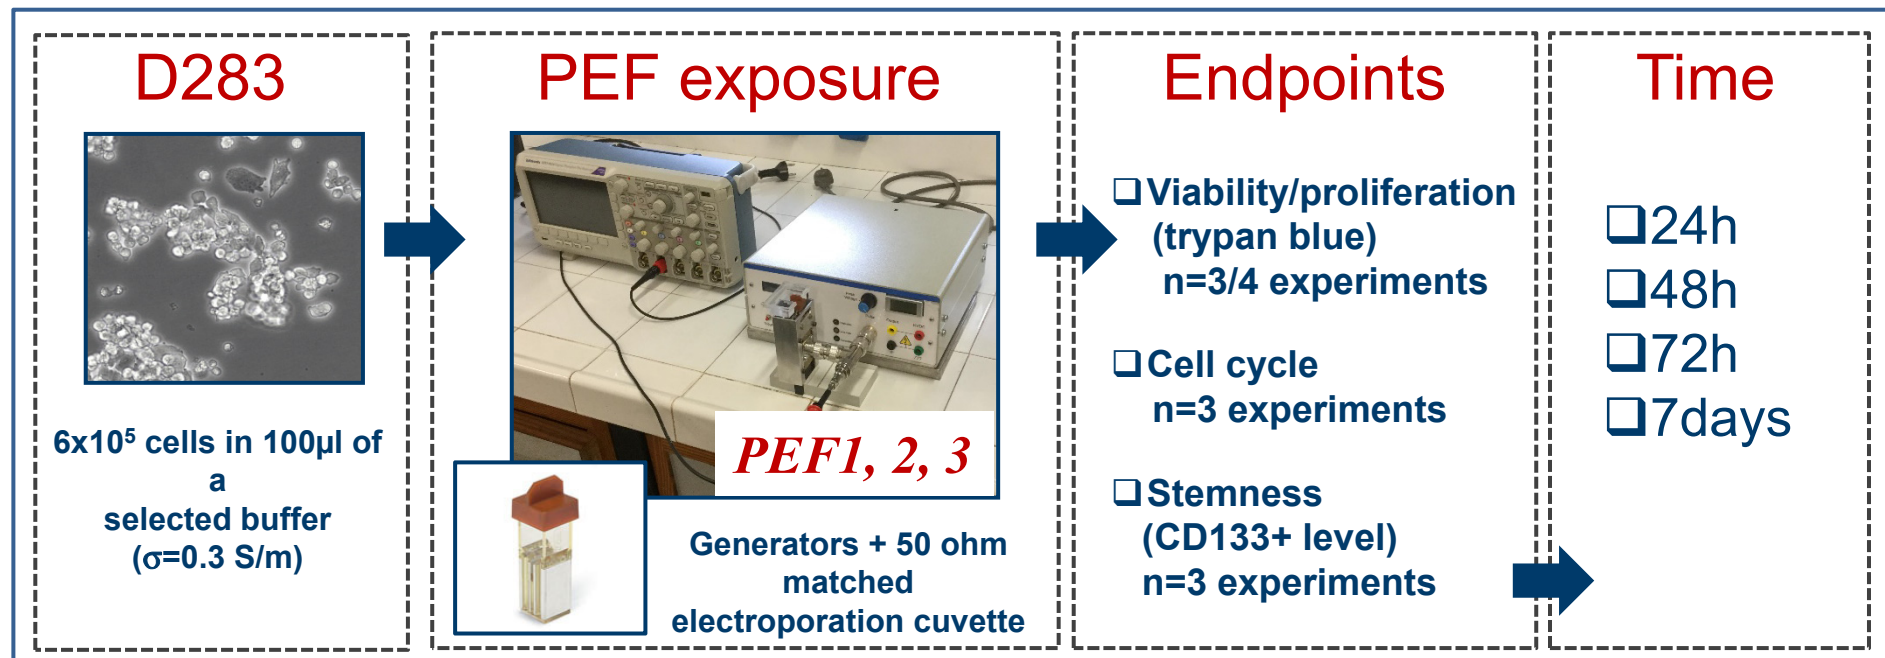 D283
6x10⁵ cells in 100µl of
a
selected buffer
(σ=0.3 S/m)
PEF exposure
PEF1, 2, 3
Generators + 50 ohm
matched
electroporation cuvette
Endpoints
❑Viability/proliferation
(trypan blue)
n=3/4 experiments
❑Cell cycle
n=3 experiments
❑Stemness
(CD133+ level)
n=3 experiments
Time
❑24h
❑48h
❑72h
❑7days